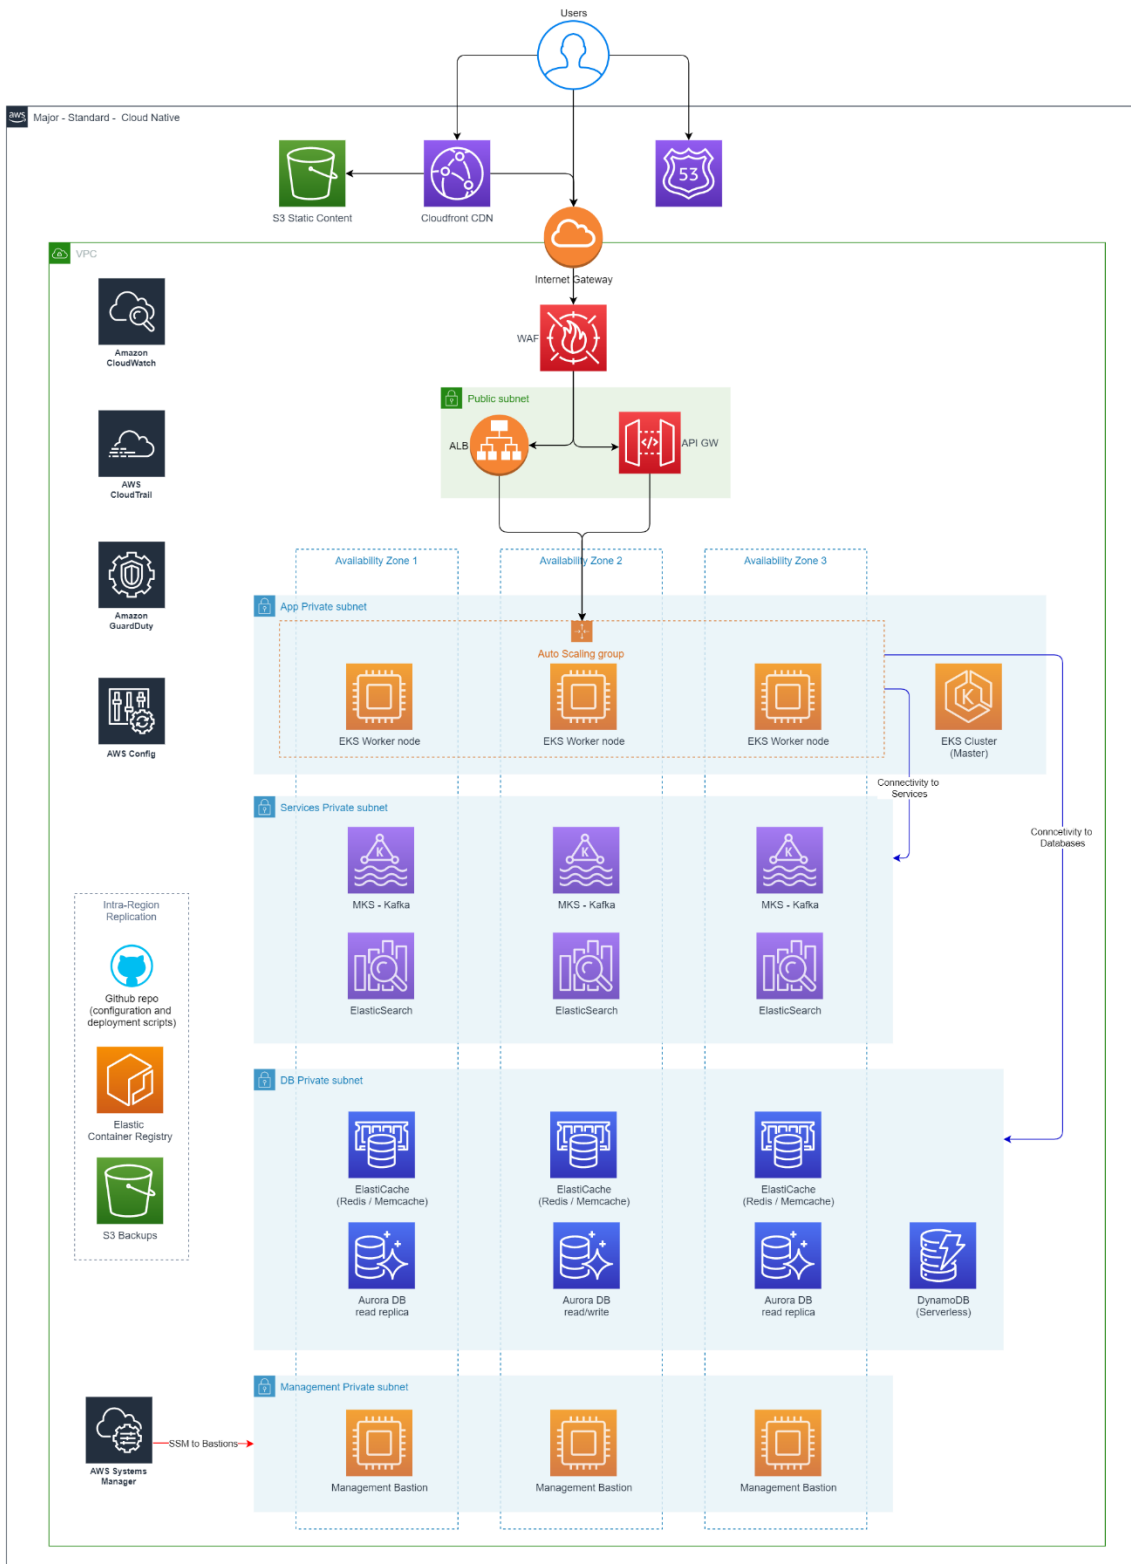 Users
aws
Major - Standard - Cloud Native
53
S3 Static Content
Cloudfront CDN
Internet Gateway
VPC
Amazon
CloudWatch
WAF
Public subnet
ALB
API GW
AWS
CloudTrail
Availability Zone 1
Availability Zone 2
Availability Zone 3
Amazon
GuardDuty
App Private subnet
Auto Scaling group
EKS Worker node
EKS Worker node
EKS Worker node
K
EKS Cluster
(Master)
AWS Config
Connectivity to
Services
Services Private subnet
Conncetivity to
Databases
K
K
K
MKS - Kafka
MKS - Kafka
MKS - Kafka
Intra-Region
Replication
Github repo
(configuration and
deployment scripts)
ElasticSearch
ElasticSearch
ElasticSearch
Elastic
Container Registry
DB Private subnet
ElastiCache
(Redis / Memcache)
ElastiCache
(Redis / Memcache)
ElastiCache
(Redis / Memcache)
S3 Backups
Aurora DB
read replica
Aurora DB
read/write
Aurora DB
read replica
DynamoDB
(Serverless)
Management Private subnet
AWS Systems
Manager
SSM to Bastions
Management Bastion
Management Bastion
Management Bastion